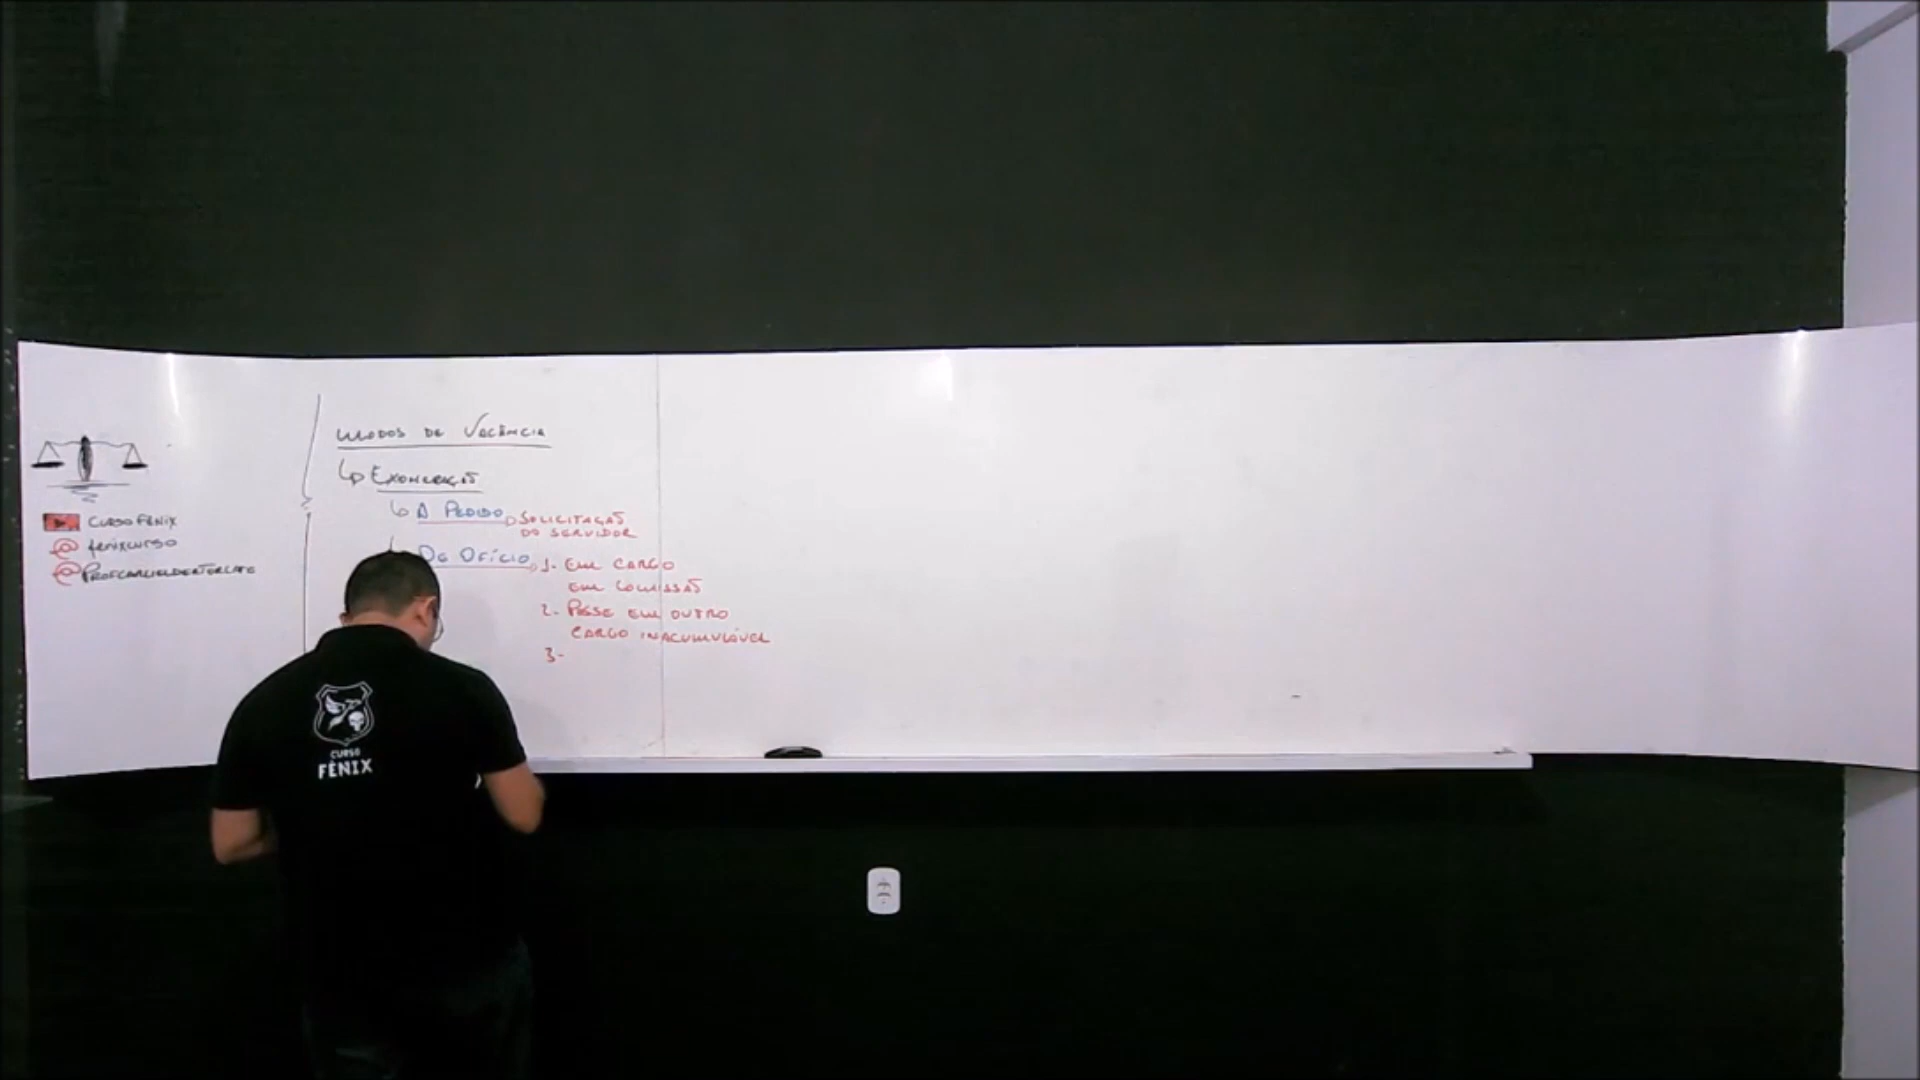 CURSO FÊNIX
@ fenixcurso
@
MODOS DE VACÂNCIA
↳ EXONERAÇÃO
↳ A PEDIDO → SOLICITAÇÃO
DO SERVIDOR
DE OFÍCIO → 1- EM CARGO
EM COMISSÃO
2- POSSE EM OUTRO
CARGO INACUMULÁVEL
3-
CURSO
FÊNIX